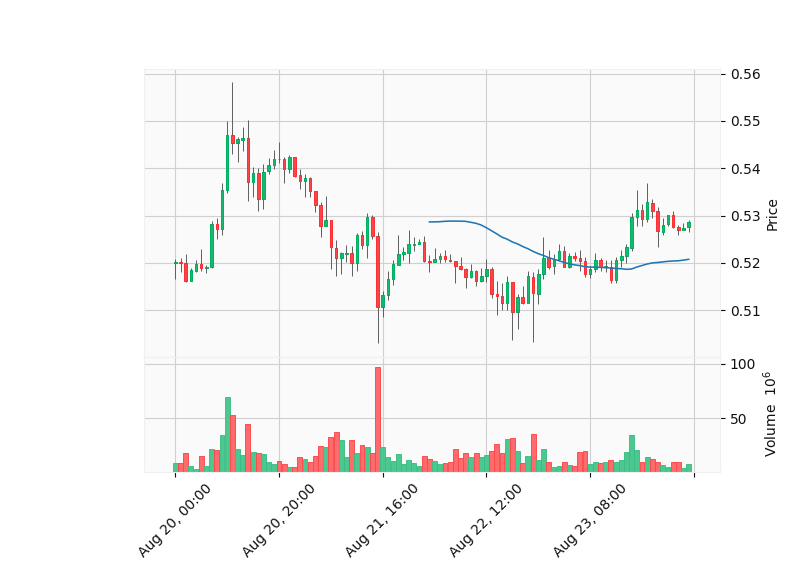 0.56
0.55
0.54
0.53
0.52
0.51
Price
100
50
Volume 10^6
Aug 20, 00:00
Aug 20, 20:00
Aug 21, 16:00
Aug 22, 12:00
Aug 23, 08:00